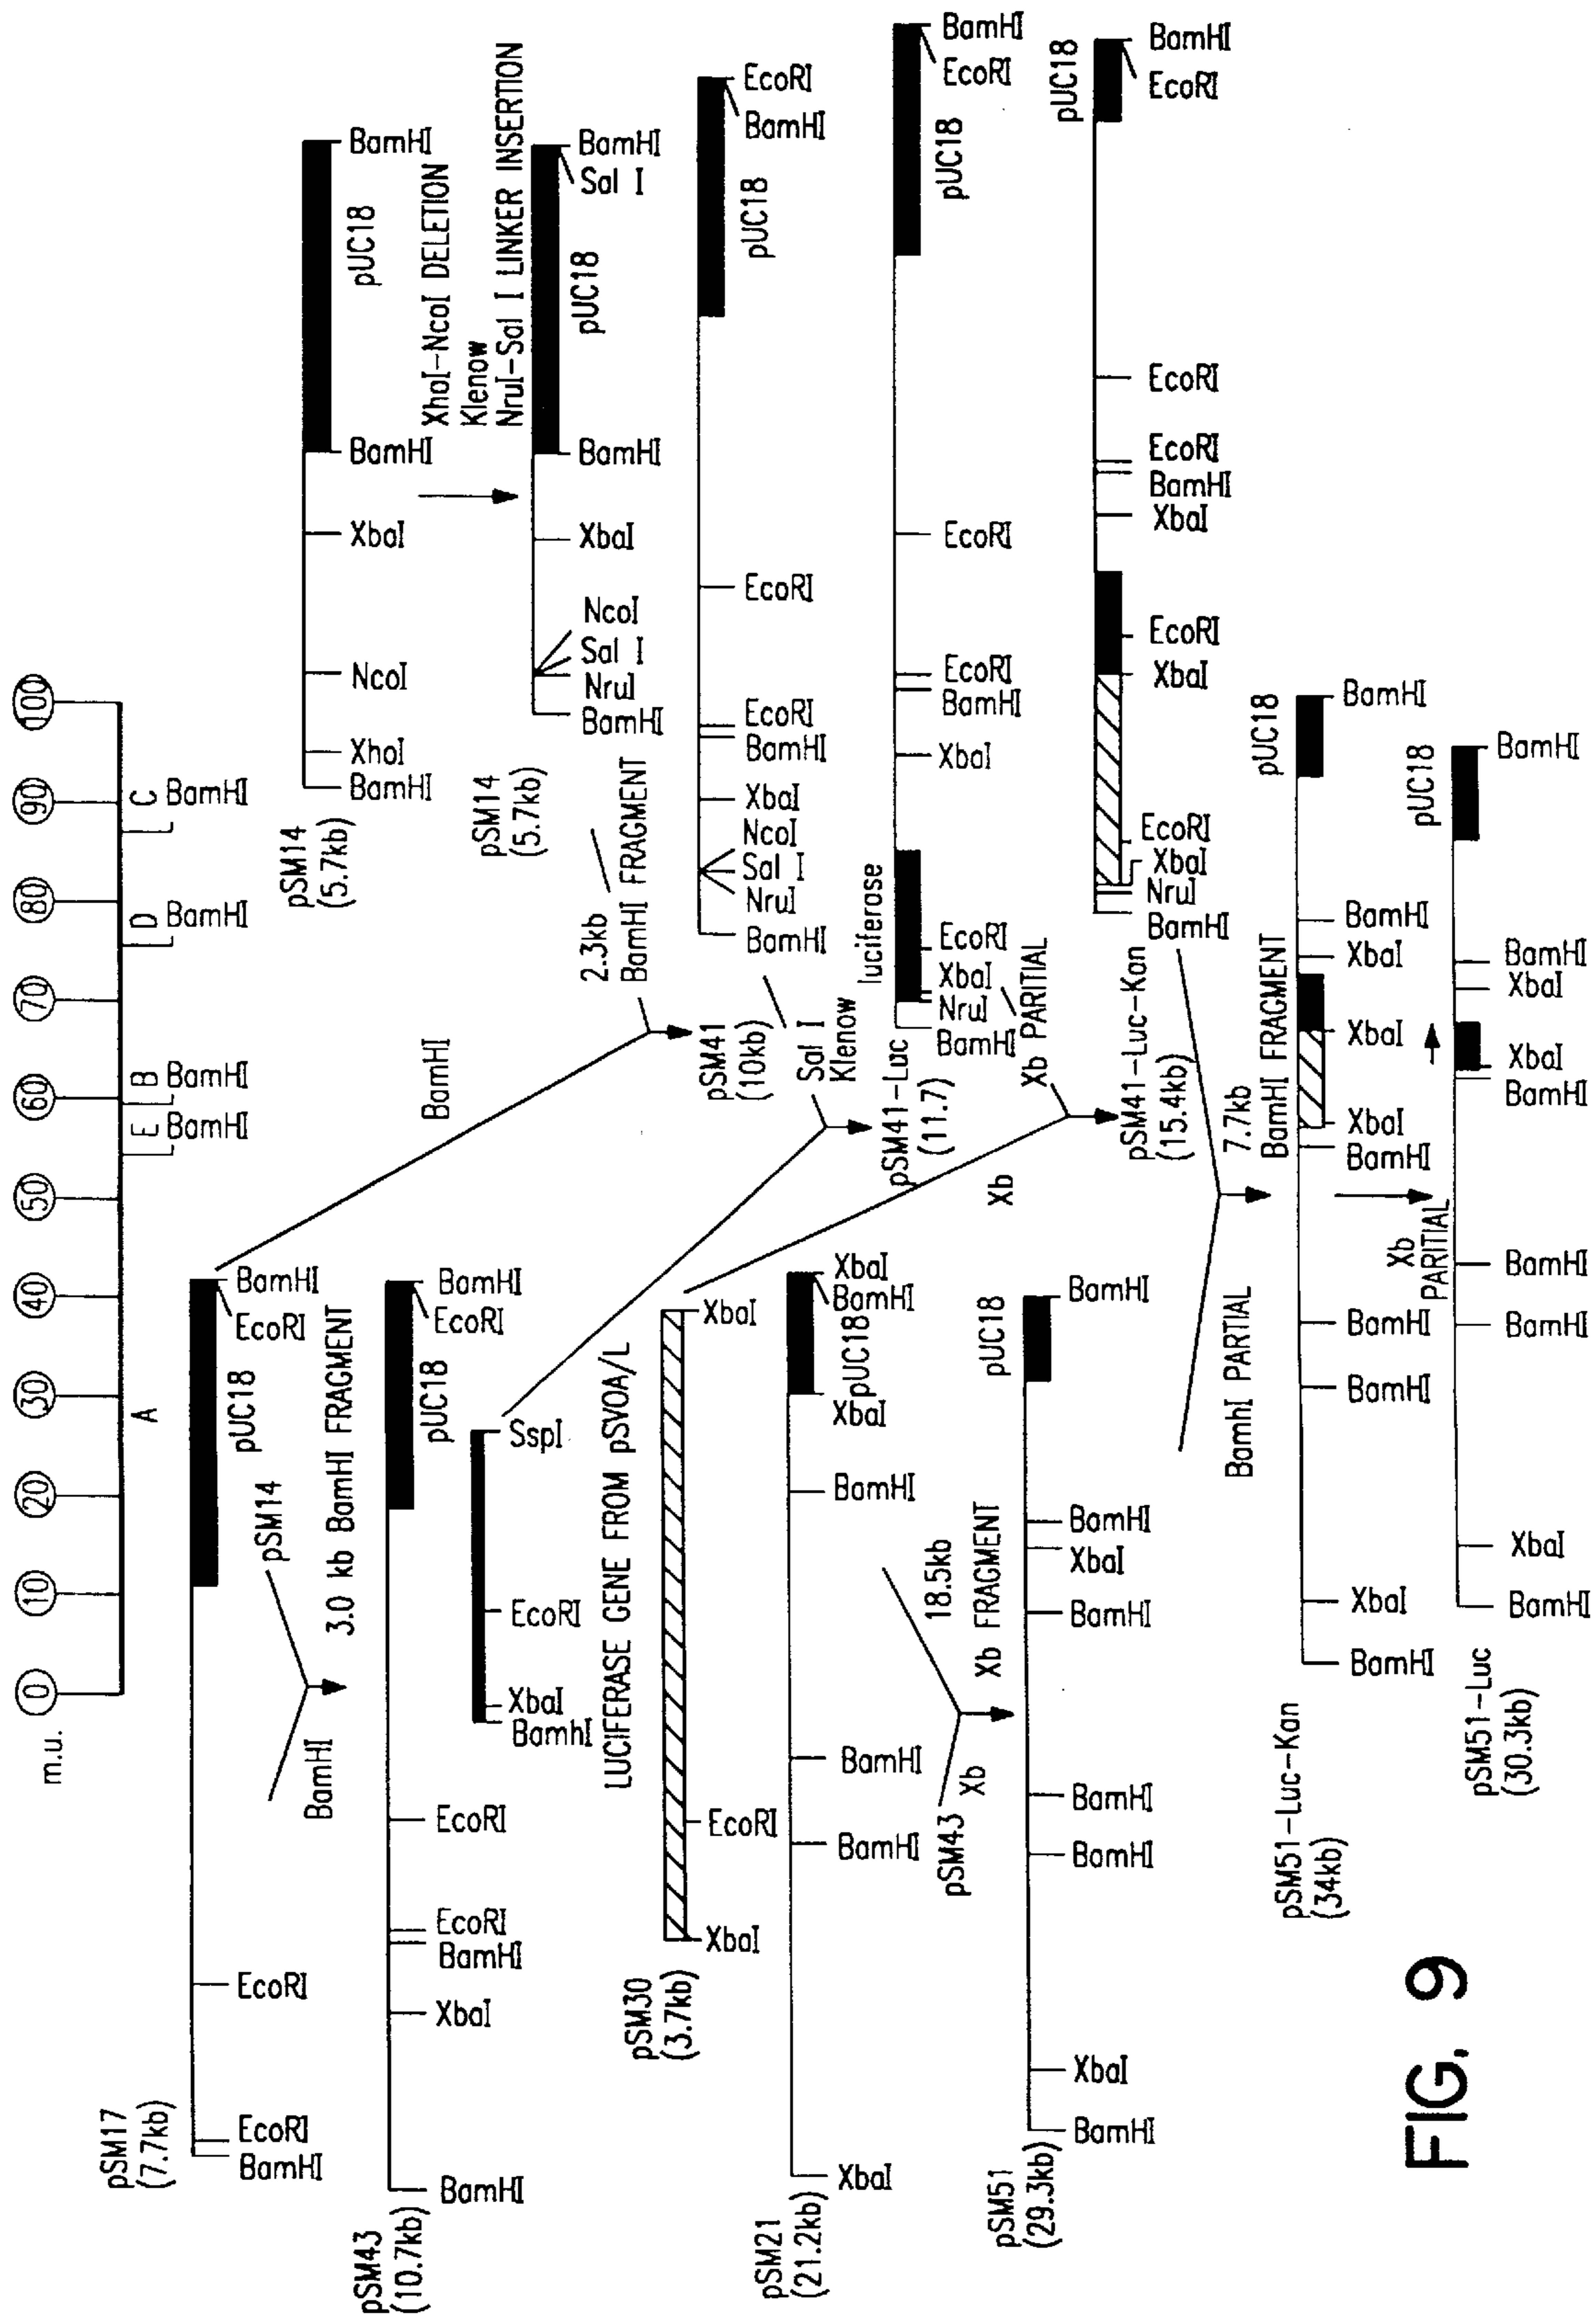 m.u.
0
10
20
30
40
50
60
70
80
90
100
A
E
BamHI
B
BamHI
D
BamHI
C
BamHI
pSM17
(7.7kb)
BamHI
EcoRI
EcoRI
pUC18
EcoRI
BamHI
BamHI
pSM14
3.0 kb BamHI FRAGMENT
pSM43
(10.7kb)
BamHI
XbaI
BamHI
EcoRI
EcoRI
pUC18
EcoRI
BamHI
BamhI
XbaI
EcoRI
SspI
LUCIFERASE GENE FROM pSVOA/L
pSM30
(3.7kb)
XbaI
EcoRI
XbaI
pSM21
(21.2kb)
XbaI
BamHI
BamHI
BamHI
XbaI
pUC18
BamHI
XbaI
pSM43
Xb
18.5kb
Xb FRAGMENT
pSM51
(29.3kb)
BamHI
XbaI
BamHI
BamHI
BamHI
XbaI
BamHI
pUC18
BamHI
pSM14
(5.7kb)
BamHI
XhoI
NcoI
XbaI
BamHI
pUC18
BamHI
XhoI-NcoI DELETION
Klenow
NruI-Sal I LINKER INSERTION
pSM14
(5.7kb)
BamHI
NruI
Sal I
NcoI
XbaI
BamHI
pUC18
Sal I
BamHI
BamHI
2.3kb
BamHI FRAGMENT
pSM41
(10kb)
BamHI
NruI
Sal I
NcoI
XbaI
BamHI
EcoRI
EcoRI
pUC18
BamHI
EcoRI
Sal I
Klenow
pSM41-Luc
(11.7)
BamHI
NruI
XbaI
EcoRI
luciferase
XbaI
BamHI
EcoRI
EcoRI
pUC18
EcoRI
BamHI
Xb
Xb PARITIAL
pSM41-Luc-Kan
(15.4kb)
BamHI
NruI
XbaI
EcoRI
XbaI
EcoRI
XbaI
BamHI
EcoRI
EcoRI
pUC18
EcoRI
BamHI
BamhI PARTIAL
7.7kb
BamHI FRAGMENT
pSM51-Luc-Kan
(34kb)
BamHI
XbaI
BamHI
BamHI
BamHI
XbaI
XbaI
XbaI
BamHI
pUC18
BamHI
Xb
PARITIAL
pSM51-Luc
(30.3kb)
BamHI
XbaI
BamHI
BamHI
BamHI
XbaI
XbaI
BamHI
pUC18
BamHI
FIG. 9